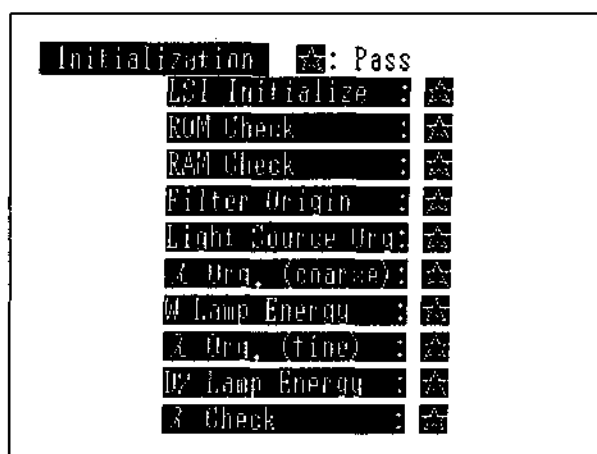 Initialization ☆: Pass
LSI Initialize : ☆
ROM Check : ☆
RAM Check : ☆
Filter Origin : ☆
Light Source Org: ☆
λ Org. (coarse): ☆
W Lamp Energy : ☆
λ Org. (fine) : ☆
D2 Lamp Energy : ☆
λ Check : ☆